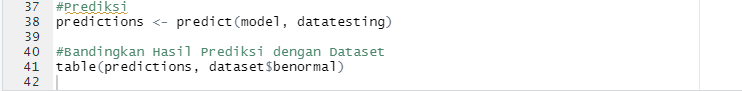 37 #Prediksi
38 predictions <- predict(model, datatesting)
39
40 #Bandingkan Hasil Prediksi dengan Dataset
41 table(predictions, dataset$benormal)
42